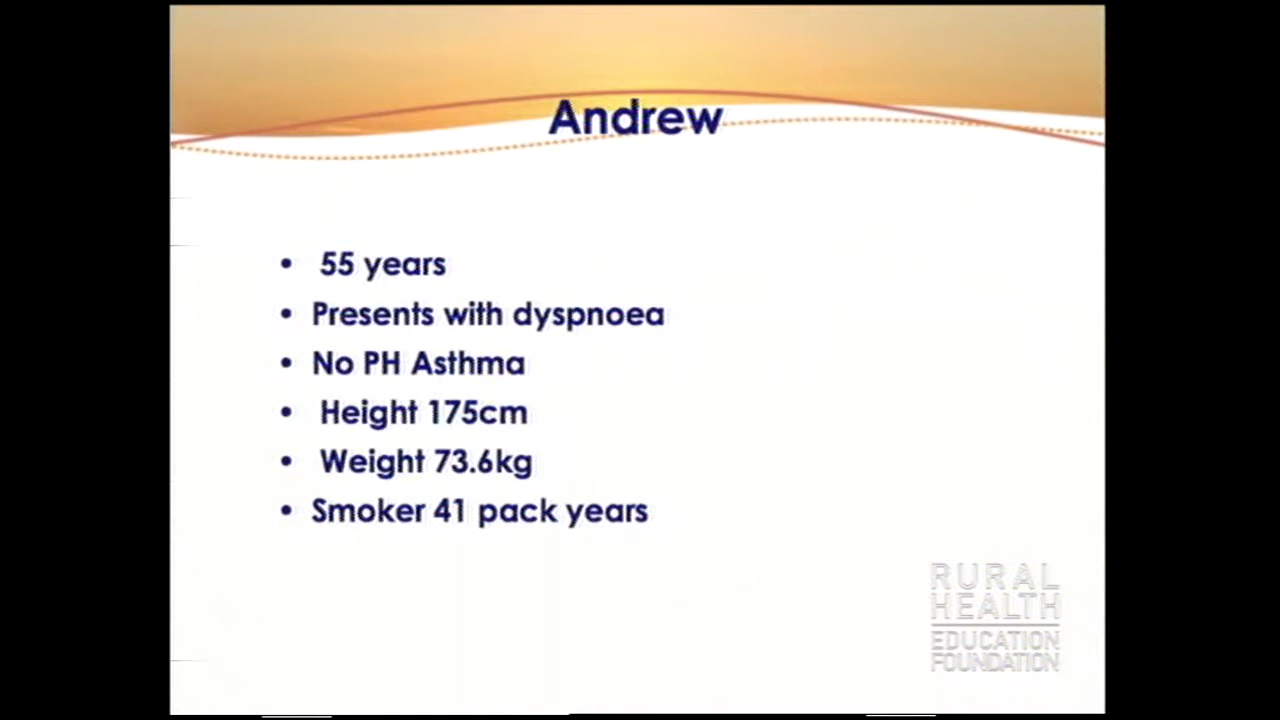 Andrew
• 55 years
• Presents with dyspnoea
• No PH Asthma
• Height 175cm
• Weight 73.6kg
• Smoker 41 pack years
RURAL
HEALTH
EDUCATION
FOUNDATION